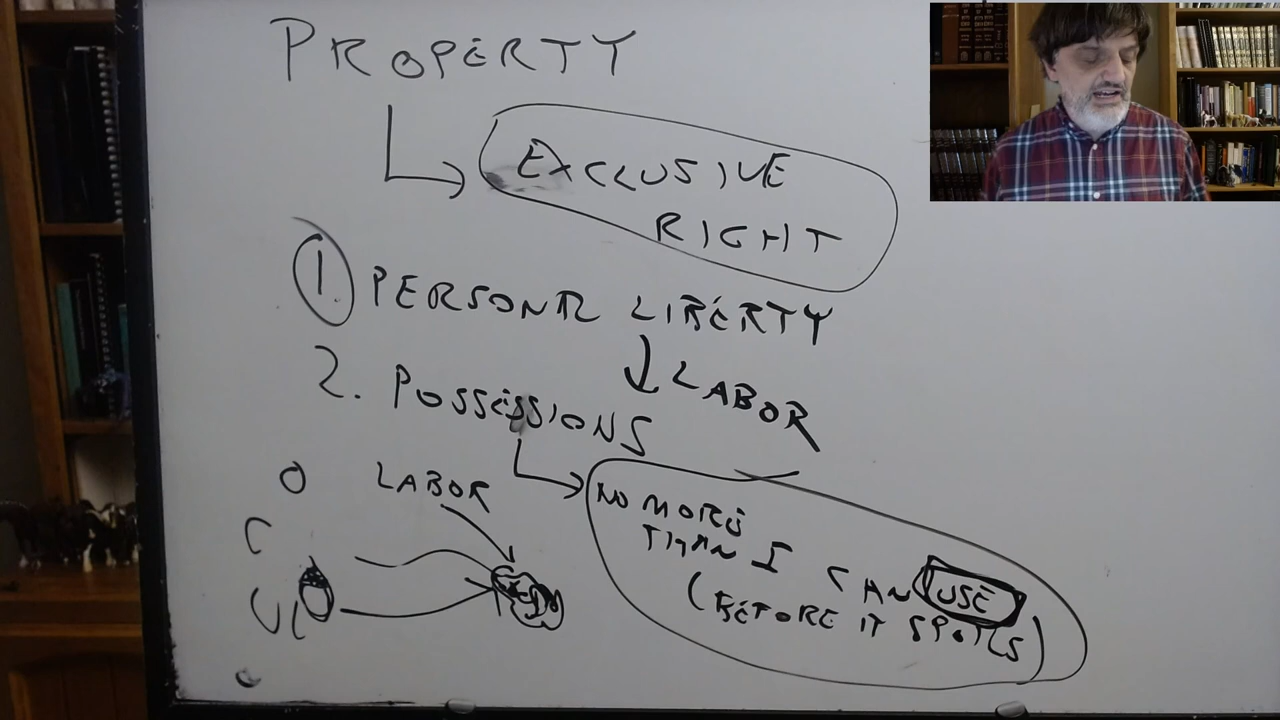 PROPERTY
EXCLUSIVE
RIGHT
1. PERSONAL LIBERTY
LABOR
2. POSSESSIONS
LABOR
NO MORE
THAN I CAN USE
(BEFORE IT SPOILS)